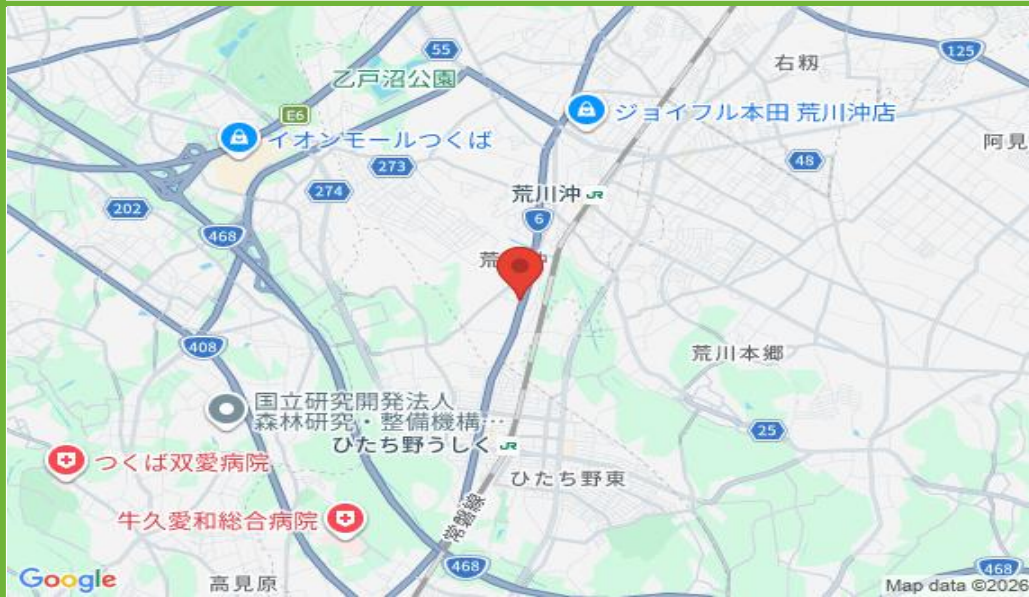 55
125
右籾
乙戸沼公園
E6
ジョイフル本田 荒川沖店
イオンモールつくば
阿見
273
48
274
荒川沖 JR
202
6
468
荒
沖
408
荒川本郷
国立研究開発法人
森林研究・整備機構…
25
ひたち野うしく JR
つくば双愛病院
ひたち野東
牛久愛和総合病院
常磐線
468
468
高見原
Google
Map data ©2026